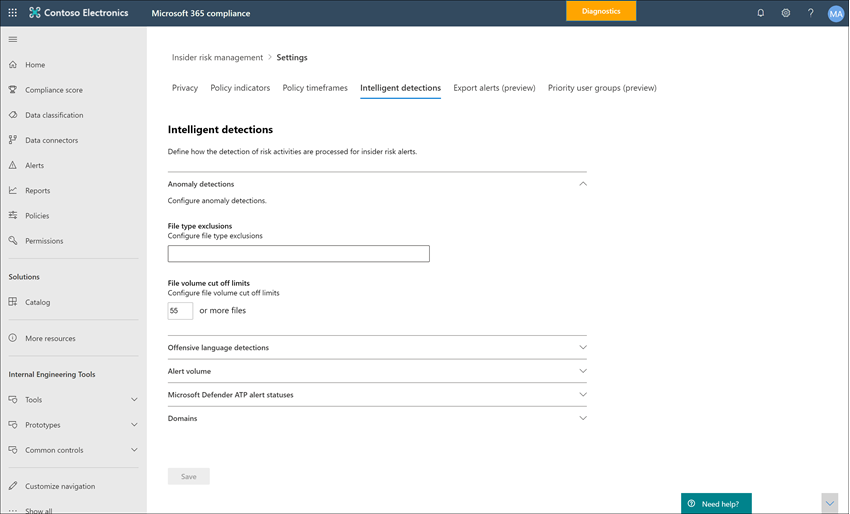 Contoso Electronics
Microsoft 365 compliance
Diagnostics
?
MA
Home
Compliance score
Data classification
Data connectors
Alerts
Reports
Policies
Permissions
Solutions
Catalog
More resources
Internal Engineering Tools
Tools
Prototypes
Common controls
Customize navigation
Show all
Insider risk management > Settings
Privacy Policy indicators Policy timeframes Intelligent detections Export alerts (preview) Priority user groups (preview)
Intelligent detections
Define how the detection of risk activities are processed for insider risk alerts.
Anomaly detections
Configure anomaly detections.
File type exclusions
Configure file type exclusions
File volume cut off limits
Configure file volume cut off limits
55 or more files
Offensive language detections
Alert volume
Microsoft Defender ATP alert statuses
Domains
Save
Need help?